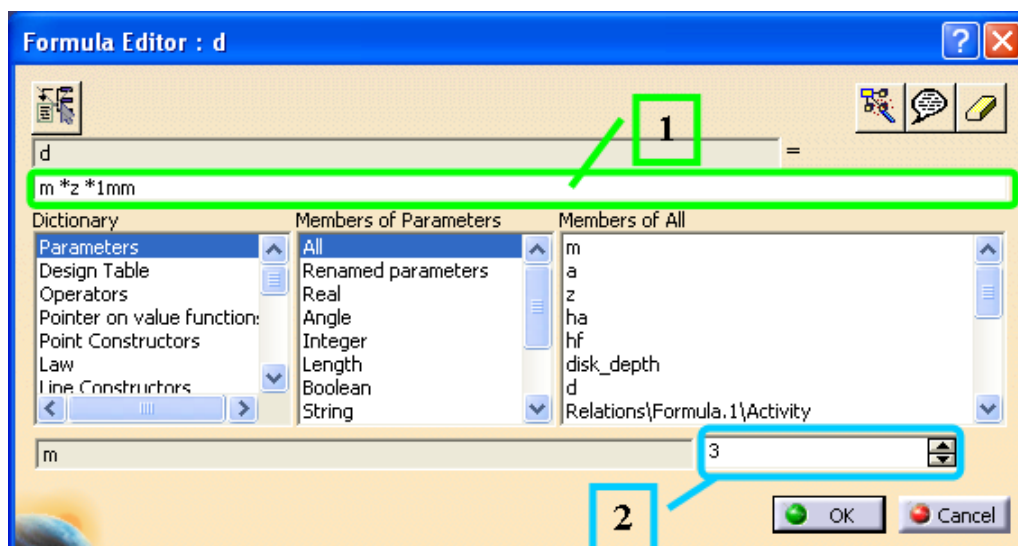 Formula Editor : d
?
1
d
=
m *z *1mm
Dictionary
Members of Parameters
Members of All
Parameters
Design Table
Operators
Pointer on value function
Point Constructors
Law
Line Constructors
All
Renamed parameters
Real
Angle
Integer
Length
Boolean
String
m
a
z
ha
hf
disk_depth
d
Relations\Formula.1\Activity
m
3
2
OK
Cancel